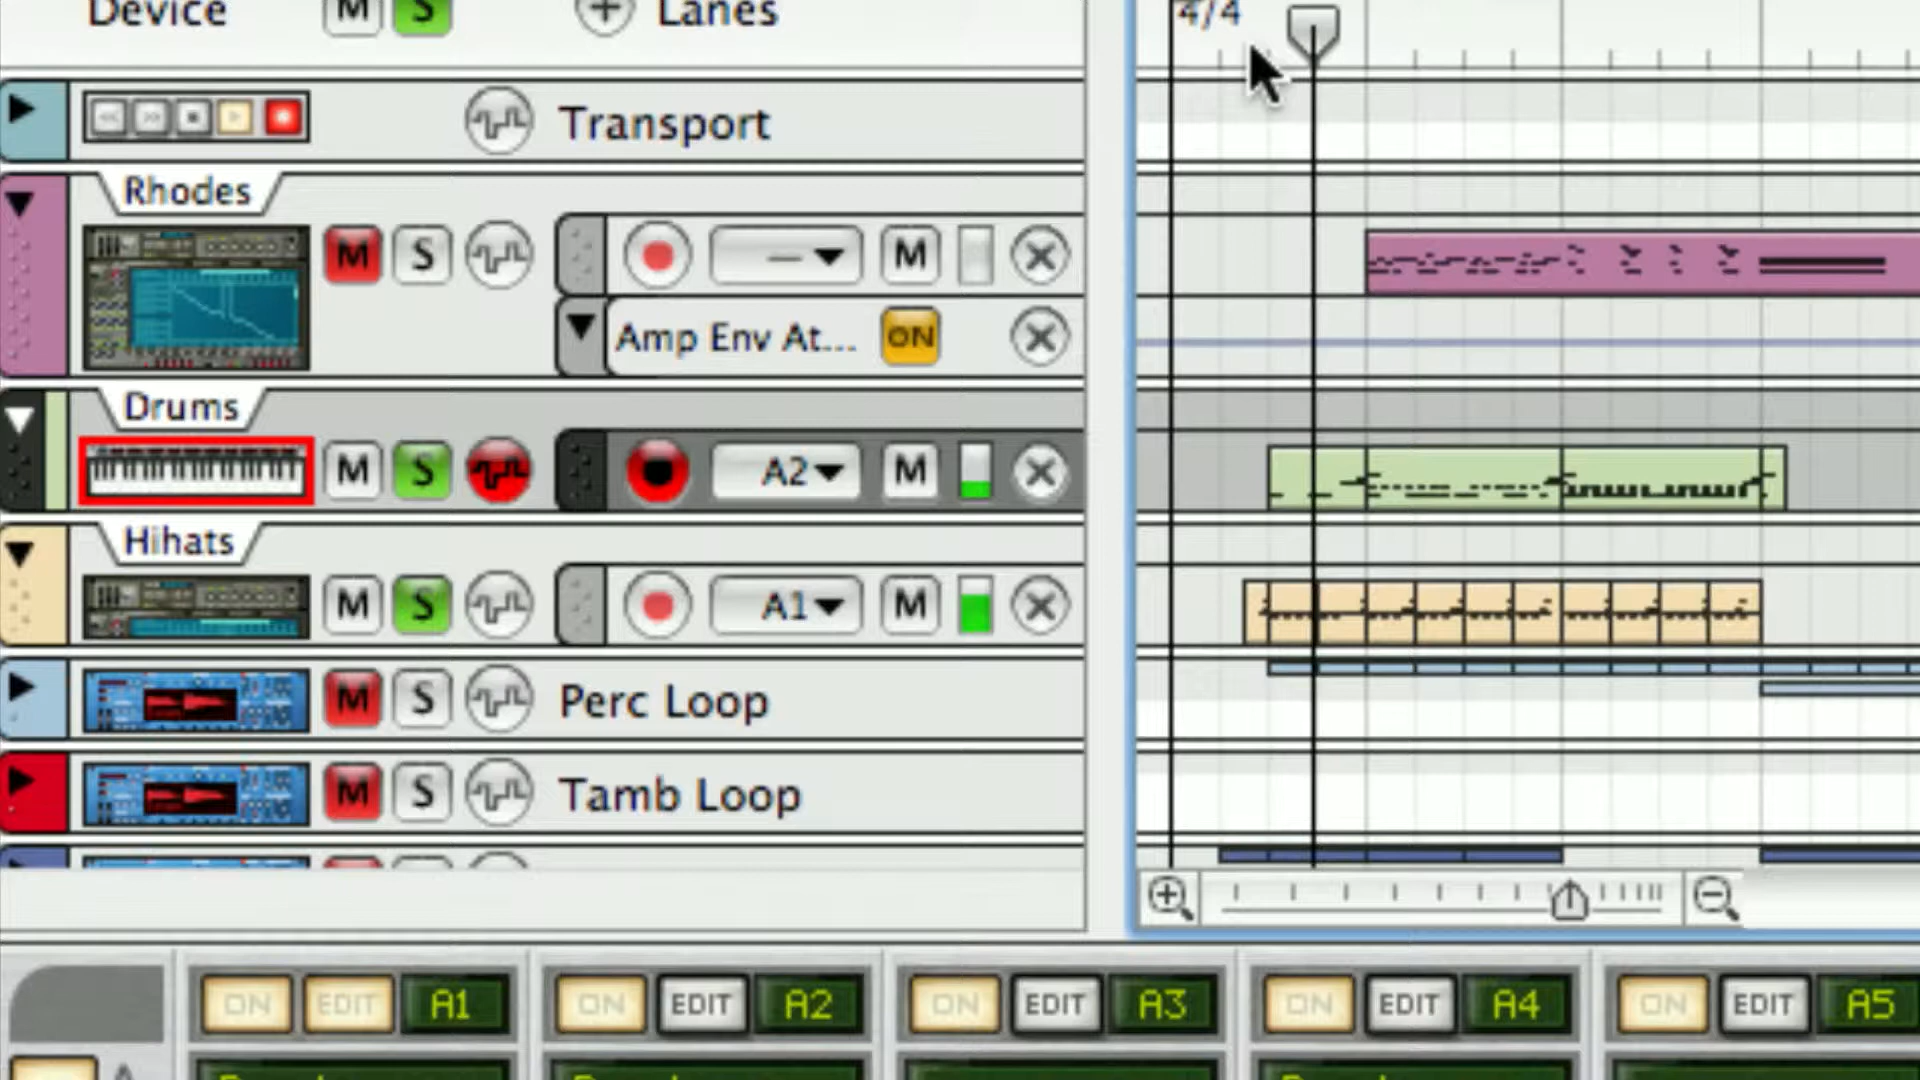 Device M S + Lanes 4/4
Transport
Rhodes
M S — M
Amp Env At... ON
Drums
M S A2 M
Hihats
M S A1 M
M S Perc Loop
M S Tamb Loop
ON EDIT A1 ON EDIT A2 ON EDIT A3 ON EDIT A4 ON EDIT A5